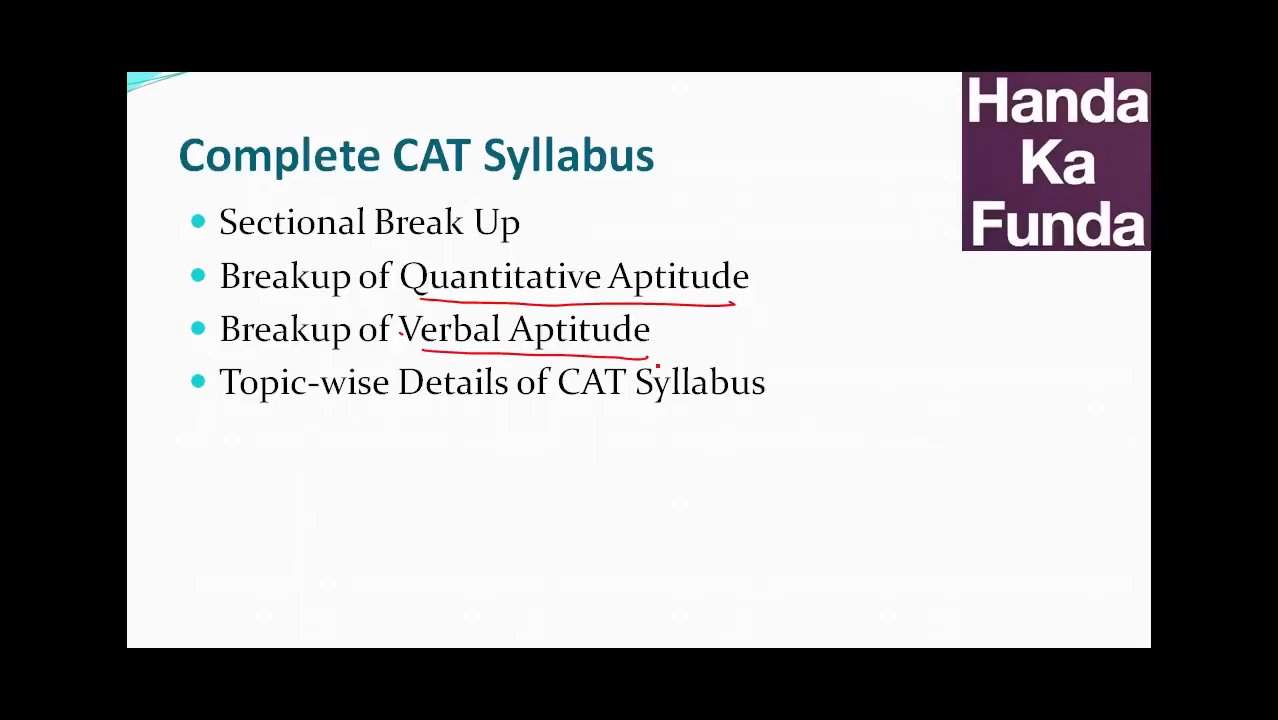 Handa
Ka
Funda
Complete CAT Syllabus
Sectional Break Up
Breakup of Quantitative Aptitude
Breakup of Verbal Aptitude
Topic-wise Details of CAT Syllabus